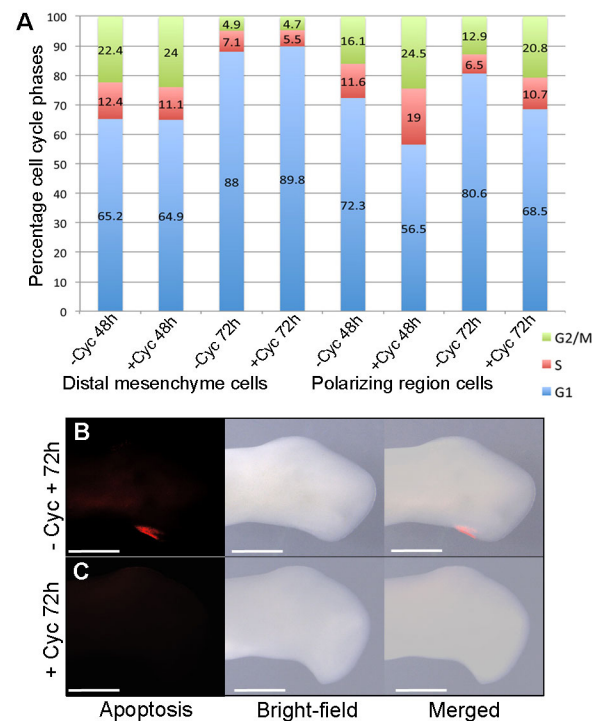 A
Percentage cell cycle phases
100
90
80
70
60
50
40
30
20
10
0
22.4
12.4
65.2
24
11.1
64.9
4.9
7.1
88
4.7
5.5
89.8
16.1
11.6
72.3
24.5
19
56.5
12.9
6.5
80.6
20.8
10.7
68.5
-Cyc 48h
+Cyc 48h
-Cyc 72h
+Cyc 72h
-Cyc 48h
+Cyc 48h
-Cyc 72h
+Cyc 72h
Distal mesenchyme cells
Polarizing region cells
G2/M
S
G1
B
- Cyc + 72h
C
+ Cyc 72h
Apoptosis
Bright-field
Merged